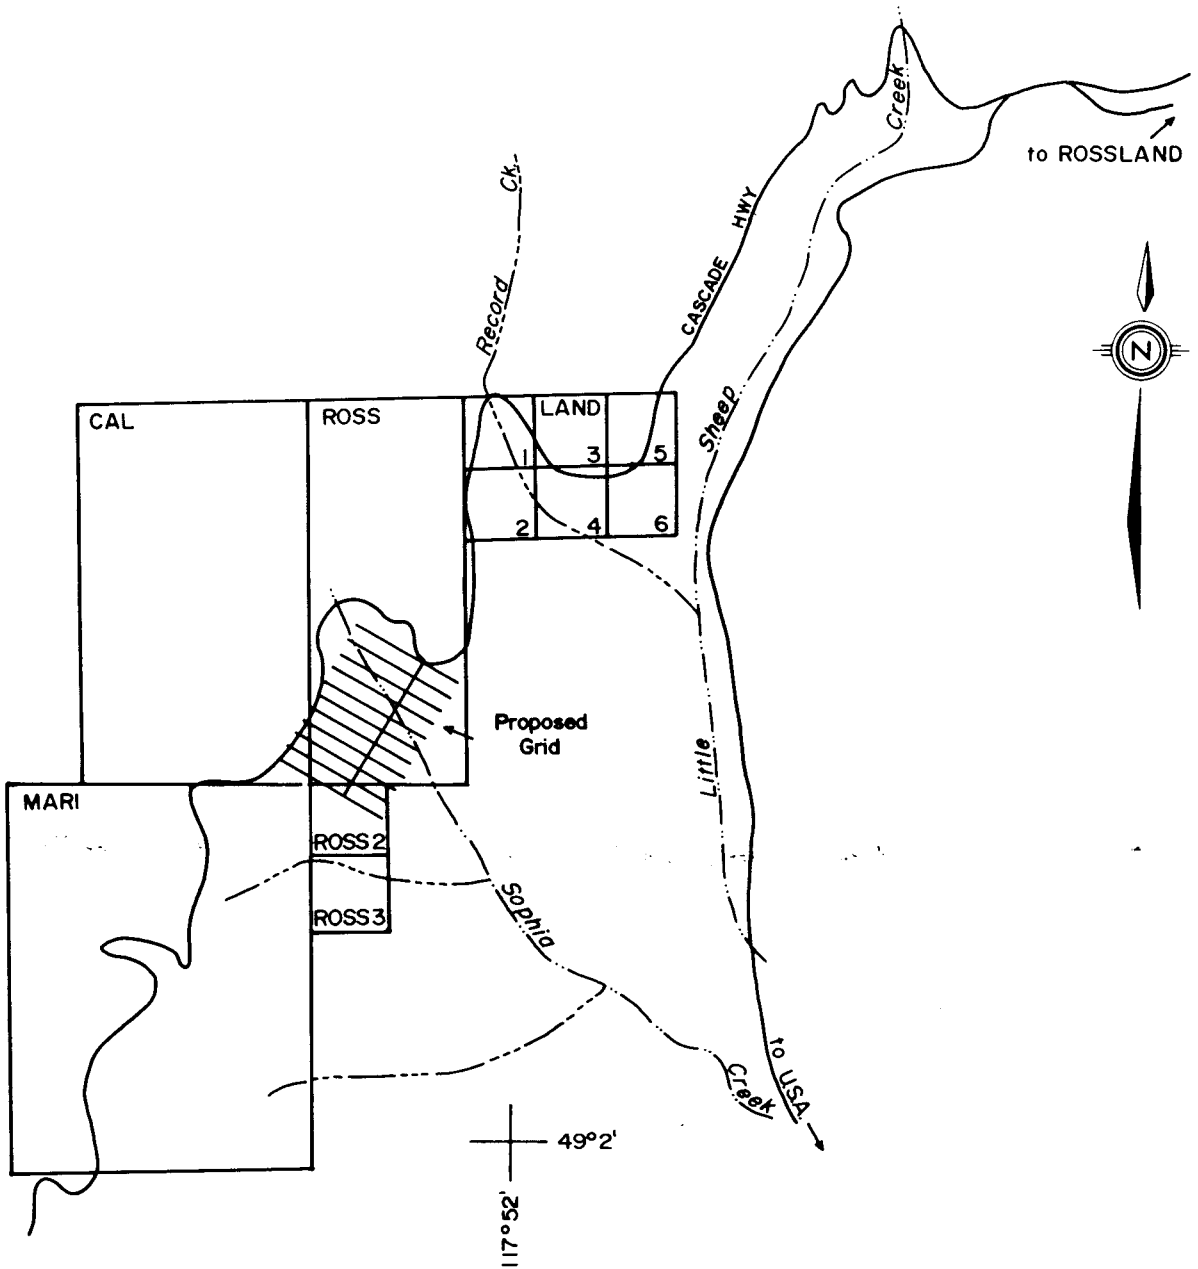 Creek
to ROSSLAND
Ck.
Record
CASCADE HWY
N
Sheep
CAL
ROSS
LAND
1
3
5
2
4
6
Proposed
Grid
Little
MARI
ROSS 2
ROSS 3
Sophia
Creek
to U.S.A.
49°2'
117°52'